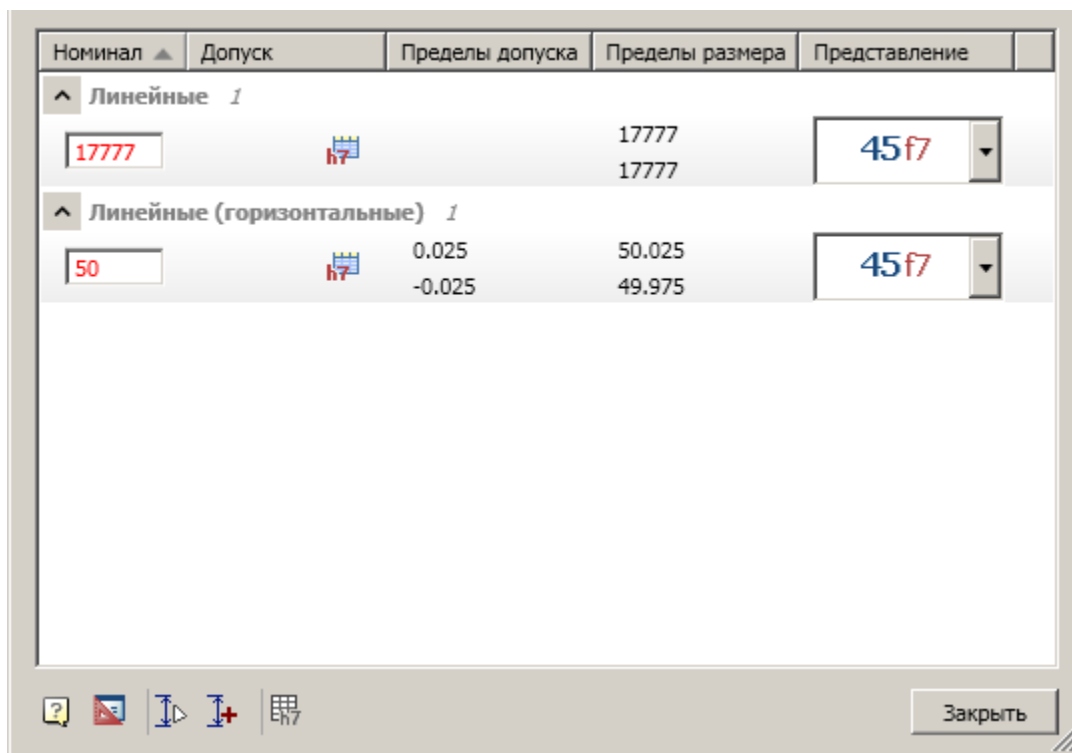 Номинал Допуск Пределы допуска Пределы размера Представление
Линейные 1
17777 h7 17777 45f7
17777
Линейные (горизонтальные) 1
50 h7 0.025 50.025 45f7
-0.025 49.975
? h7 Закрыть